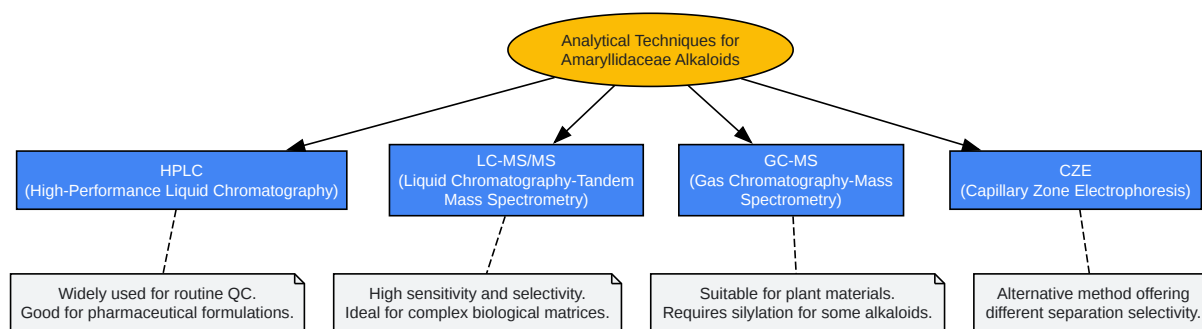 Analytical Techniques for
Amaryllidaceae Alkaloids
HPLC
(High-Performance Liquid Chromatography)
LC-MS/MS
(Liquid Chromatography-Tandem
Mass Spectrometry)
GC-MS
(Gas Chromatography-Mass
Spectrometry)
CZE
(Capillary Zone Electrophoresis)
Widely used for routine QC.
Good for pharmaceutical formulations.
High sensitivity and selectivity.
Ideal for complex biological matrices.
Suitable for plant materials.
Requires silylation for some alkaloids.
Alternative method offering
different separation selectivity.